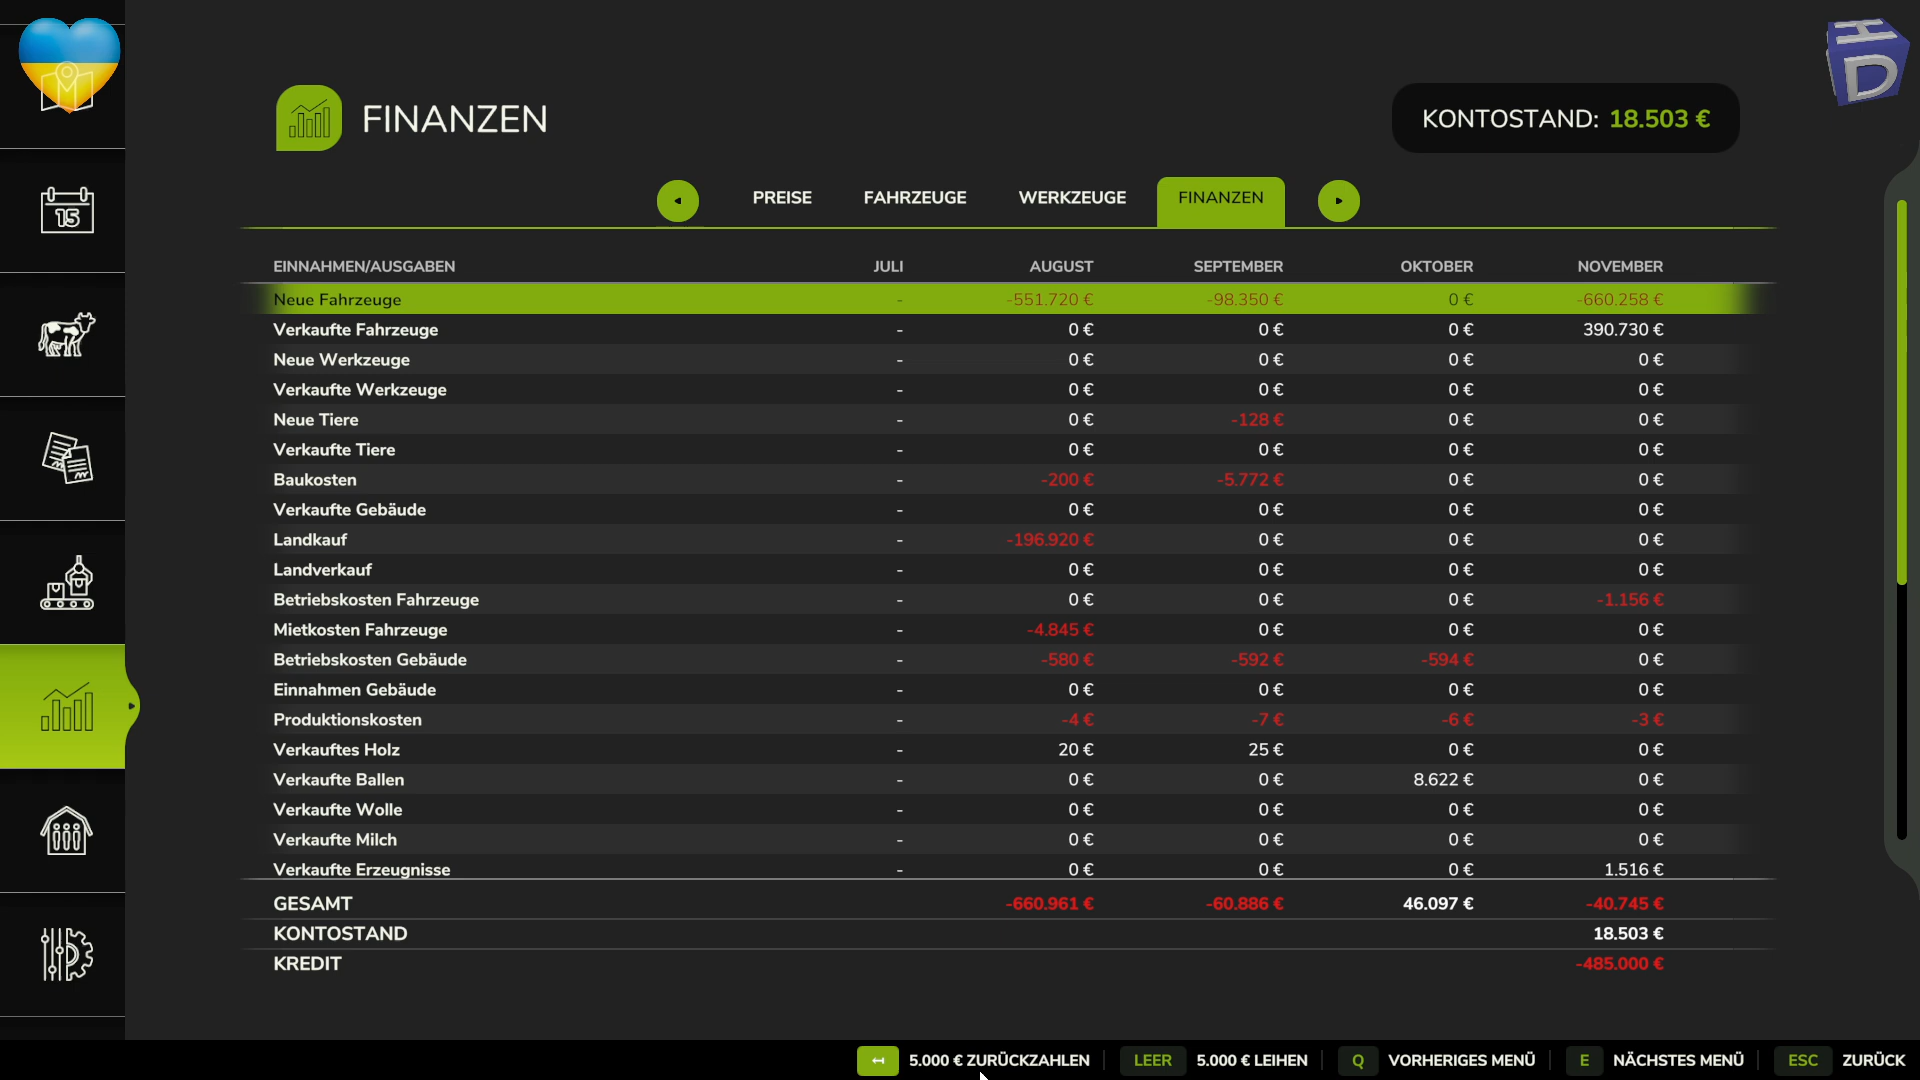 FINANZEN
KONTOSTAND: 18.503 €
H
D
15
PREISE FAHRZEUGE WERKZEUGE FINANZEN
EINNAHMEN/AUSGABEN JULI AUGUST SEPTEMBER OKTOBER NOVEMBER
Neue Fahrzeuge - -551.720 € -98.350 € 0 € -660.258 €
Verkaufte Fahrzeuge - 0 € 0 € 0 € 390.730 €
Neue Werkzeuge - 0 € 0 € 0 € 0 €
Verkaufte Werkzeuge - 0 € 0 € 0 € 0 €
Neue Tiere - 0 € -128 € 0 € 0 €
Verkaufte Tiere - 0 € 0 € 0 € 0 €
Baukosten - -200 € -5.772 € 0 € 0 €
Verkaufte Gebäude - 0 € 0 € 0 € 0 €
Landkauf - -196.920 € 0 € 0 € 0 €
Landverkauf - 0 € 0 € 0 € 0 €
Betriebskosten Fahrzeuge - 0 € 0 € 0 € -1.156 €
Mietkosten Fahrzeuge - -4.845 € 0 € 0 € 0 €
Betriebskosten Gebäude - -580 € -592 € -594 € 0 €
Einnahmen Gebäude - 0 € 0 € 0 € 0 €
Produktionskosten - -4 € -7 € -6 € -3 €
Verkauftes Holz - 20 € 25 € 0 € 0 €
Verkaufte Ballen - 0 € 0 € 8.622 € 0 €
Verkaufte Wolle - 0 € 0 € 0 € 0 €
Verkaufte Milch - 0 € 0 € 0 € 0 €
Verkaufte Erzeugnisse - 0 € 0 € 0 € 1.516 €
GESAMT -660.961 € -60.886 € 46.097 € -40.745 €
KONTOSTAND 18.503 €
KREDIT -485.000 €
5.000 € ZURÜCKZAHLEN LEER 5.000 € LEIHEN Q VORHERIGES MENÜ E NÄCHSTES MENÜ ESC ZURÜCK